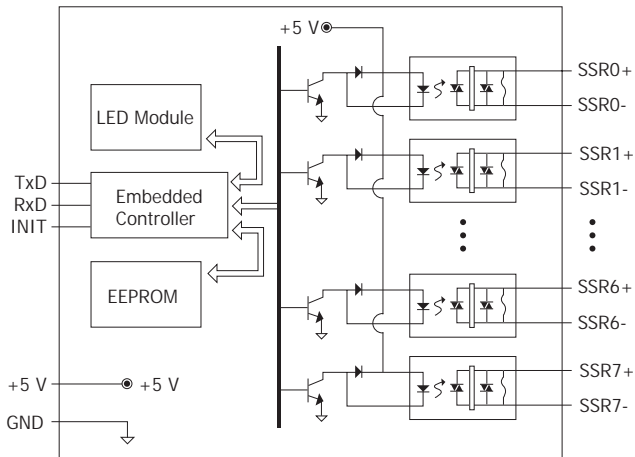 +5 V
SSR0+
SSR0-
LED Module
SSR1+
SSR1-
TxD
RxD
INIT
Embedded
Controller
EEPROM
SSR6+
SSR6-
+5 V
+5 V
SSR7+
SSR7-
GND